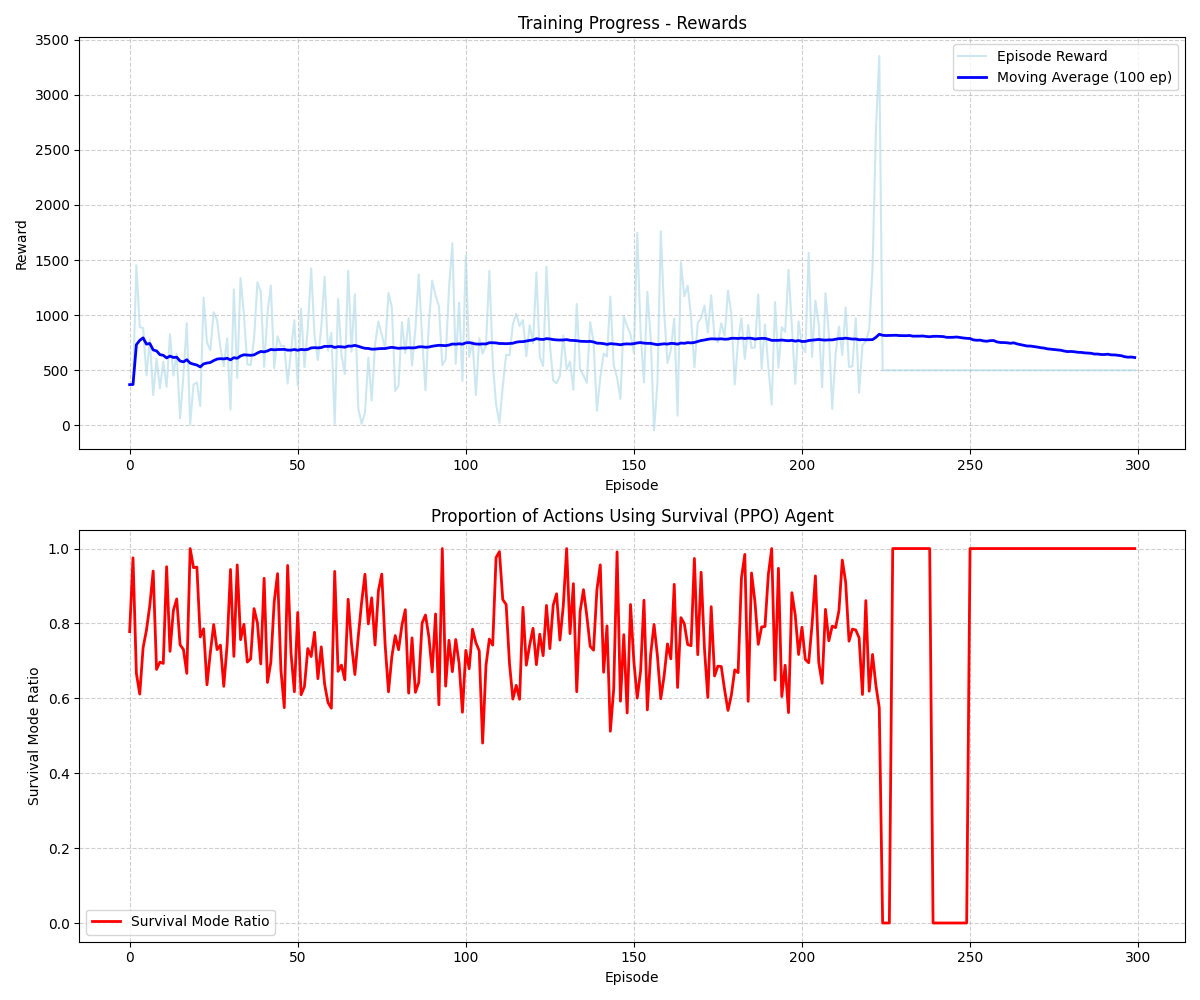 Training Progress - Rewards
3500
3000
2500
2000
1500
1000
500
0
Reward
Episode Reward
Moving Average (100 ep)
0 50 100 150 200 250 300
Episode
Proportion of Actions Using Survival (PPO) Agent
1.0
0.8
0.6
0.4
0.2
0.0
Survival Mode Ratio
Survival Mode Ratio
0 50 100 150 200 250 300
Episode